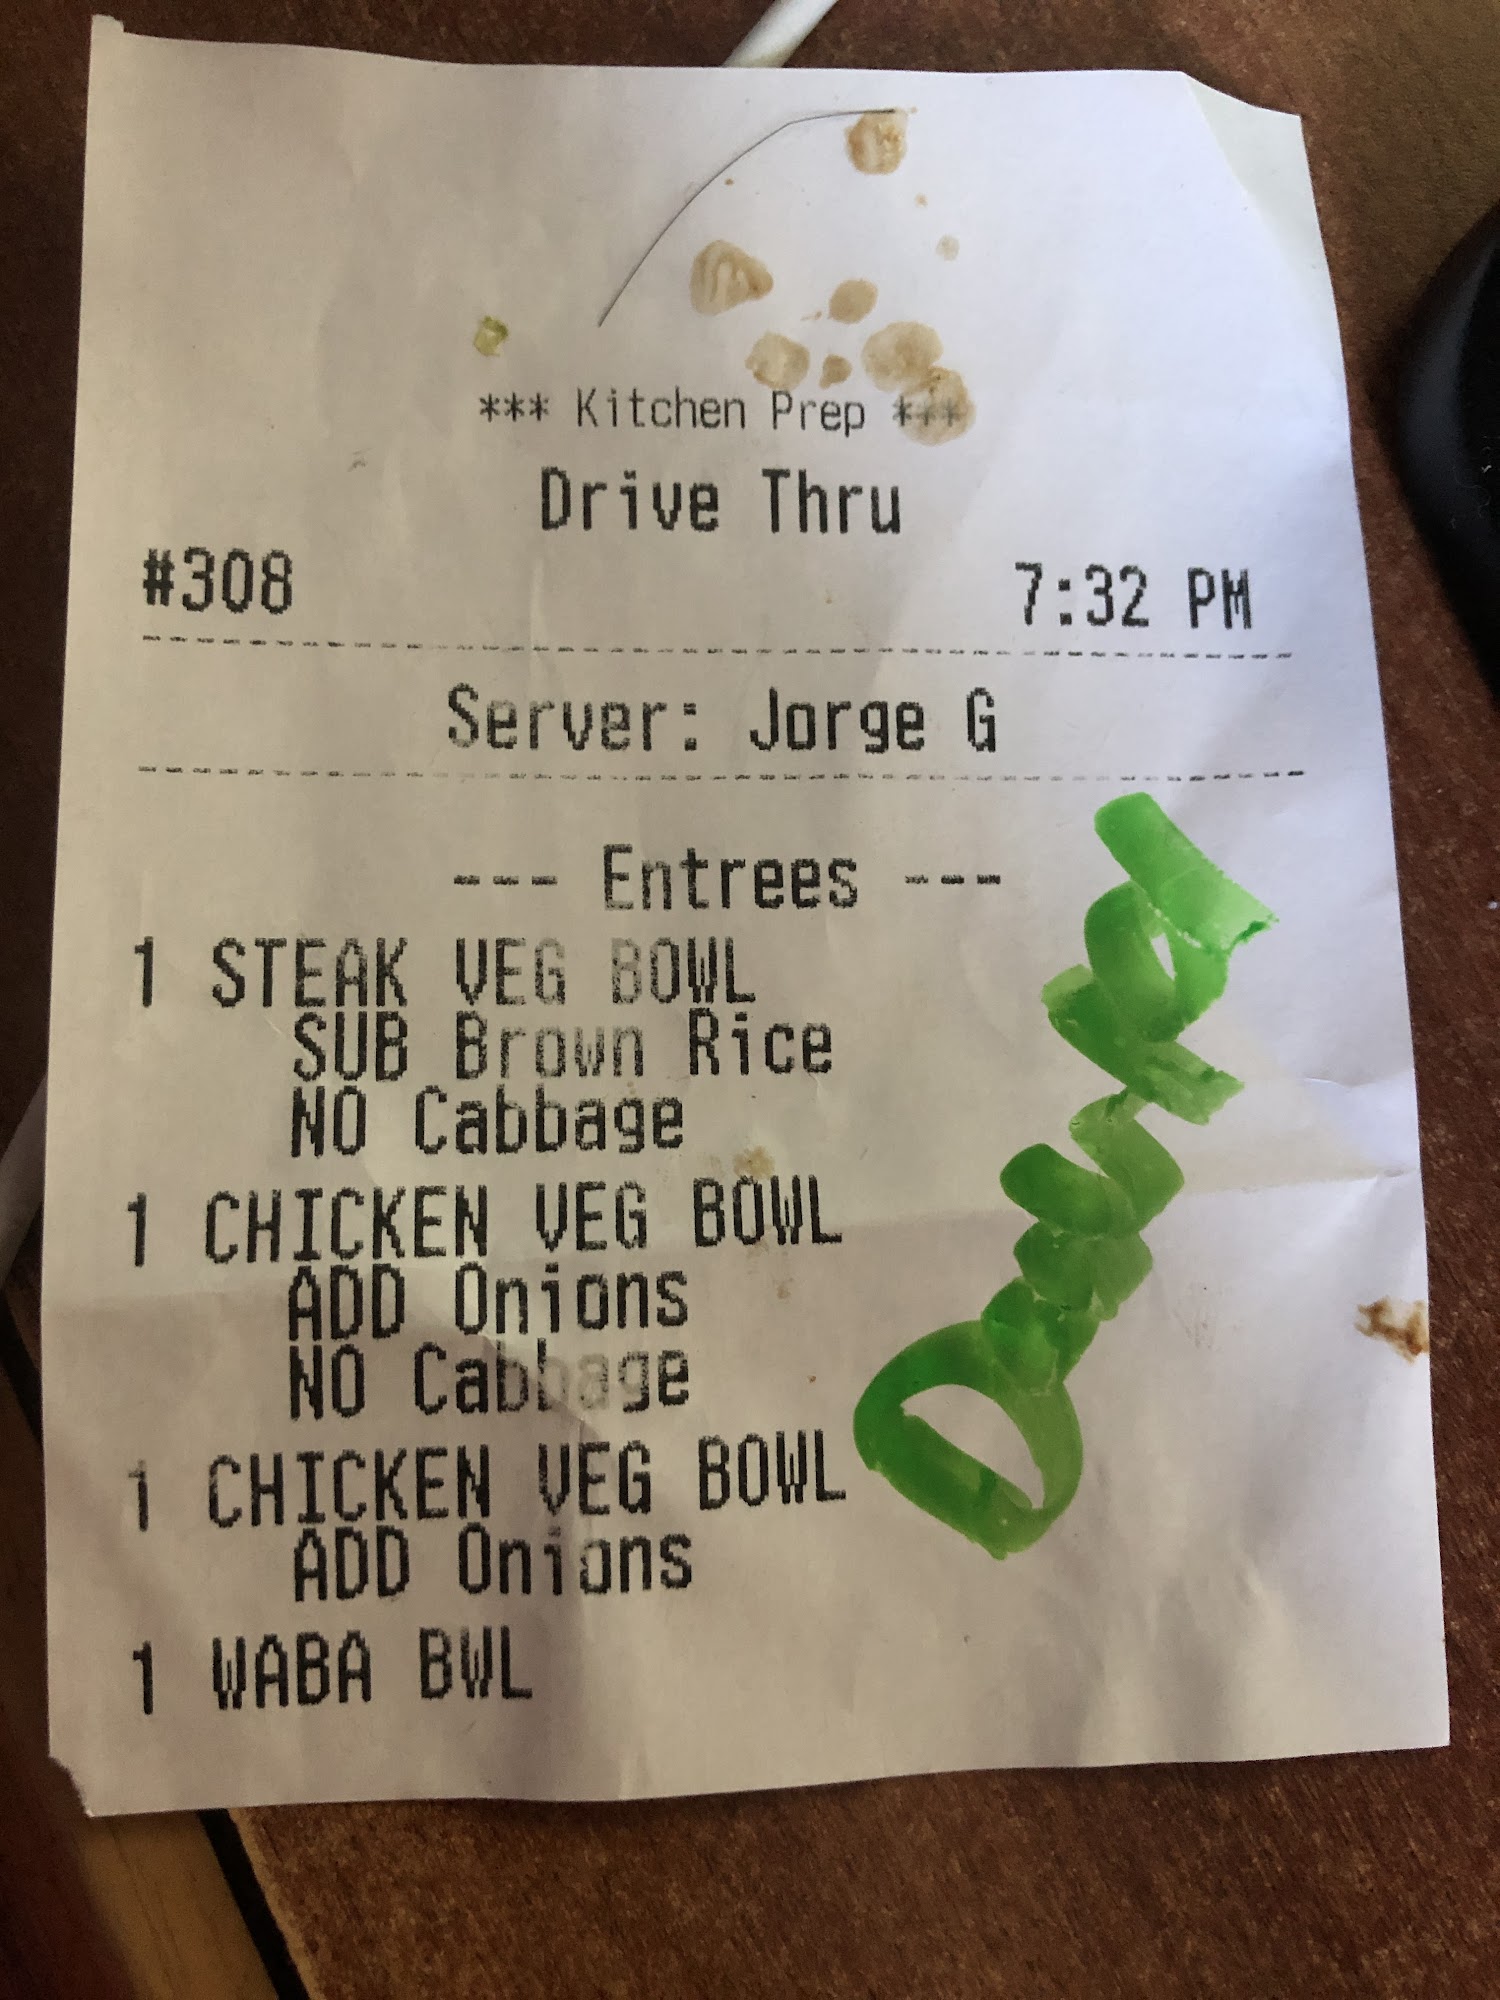 *** Kitchen Prep ***
Drive Thru
#308 7:32 PM
Server: Jorge G
--- Entrees ---
1 STEAK VEG BOWL
SUB Brown Rice
NO Cabbage
1 CHICKEN VEG BOWL
ADD Onions
NO Cabbage
1 CHICKEN VEG BOWL
ADD Onions
1 WABA BWL